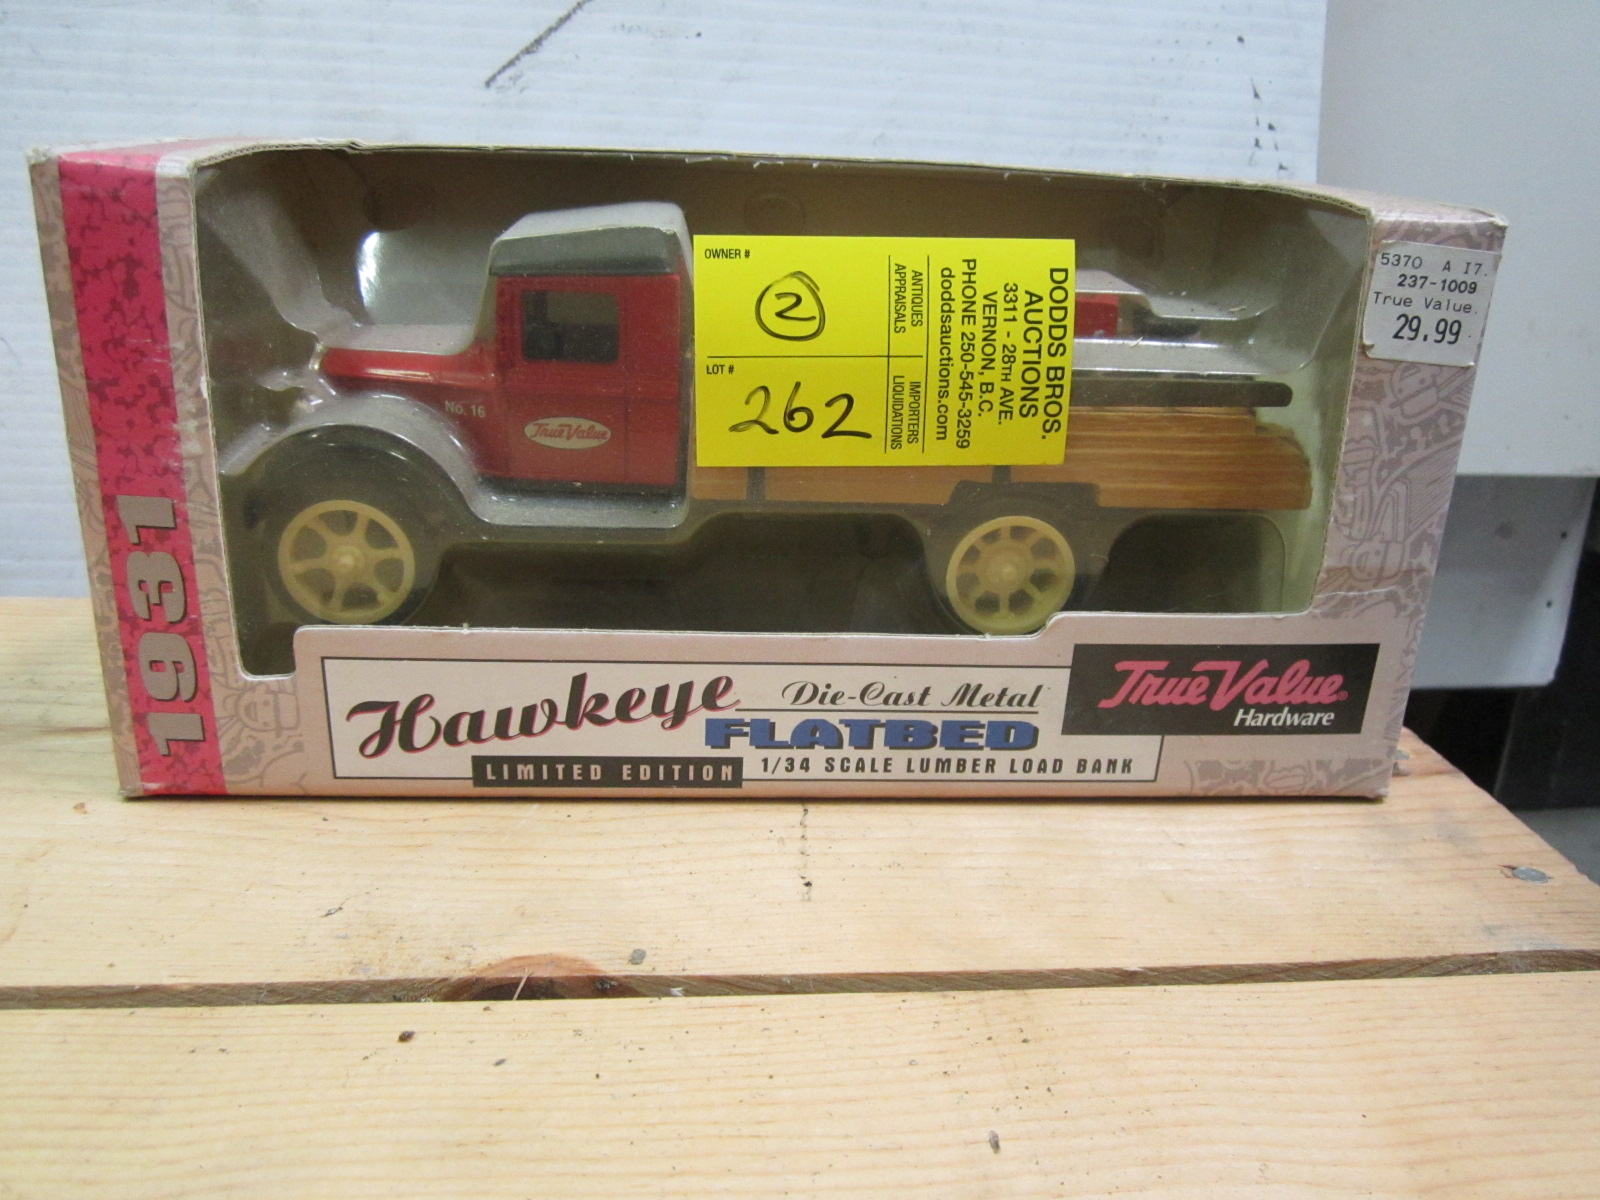 OWNER #
2
LOT #
262
ANTIQUES
APPRAISALS
IMPORTERS
LIQUIDATIONS
DODDS BROS.
AUCTIONS
3311 - 28TH AVE.
VERNON, B.C.
PHONE 250-545-3259
doddsauctions.com
5370 A I7.
237-1009
True Value.
29.99
No. 16
True Value
1931
Hawkeye
Die-Cast Metal
FLATBED
LIMITED EDITION
1/34 SCALE LUMBER LOAD BANK
True Value®
Hardware